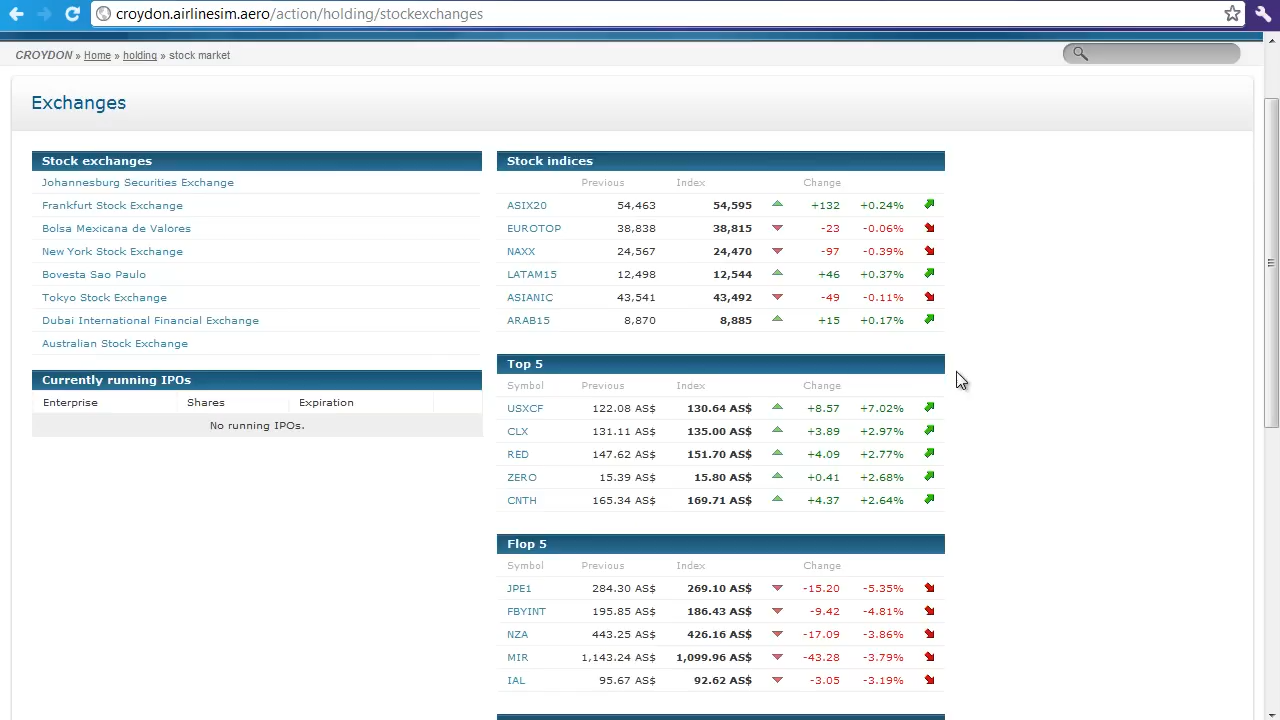 croydon.airlinesim.aero/action/holding/stockexchanges
CROYDON » Home » holding » stock market
Exchanges
Stock exchanges
Johannesburg Securities Exchange
Frankfurt Stock Exchange
Bolsa Mexicana de Valores
New York Stock Exchange
Bovesta Sao Paulo
Tokyo Stock Exchange
Dubai International Financial Exchange
Australian Stock Exchange
Currently running IPOs
Enterprise Shares Expiration
No running IPOs.
Stock indices
Previous Index Change
ASIX20 54,463 54,595 +132 +0.24%
EUROTOP 38,838 38,815 -23 -0.06%
NAXX 24,567 24,470 -97 -0.39%
LATAM15 12,498 12,544 +46 +0.37%
ASIANIC 43,541 43,492 -49 -0.11%
ARAB15 8,870 8,885 +15 +0.17%
Top 5
Symbol Previous Index Change
USXCF 122.08 AS$ 130.64 AS$ +8.57 +7.02%
CLX 131.11 AS$ 135.00 AS$ +3.89 +2.97%
RED 147.62 AS$ 151.70 AS$ +4.09 +2.77%
ZERO 15.39 AS$ 15.80 AS$ +0.41 +2.68%
CNTH 165.34 AS$ 169.71 AS$ +4.37 +2.64%
Flop 5
Symbol Previous Index Change
JPE1 284.30 AS$ 269.10 AS$ -15.20 -5.35%
FBYINT 195.85 AS$ 186.43 AS$ -9.42 -4.81%
NZA 443.25 AS$ 426.16 AS$ -17.09 -3.86%
MIR 1,143.24 AS$ 1,099.96 AS$ -43.28 -3.79%
IAL 95.67 AS$ 92.62 AS$ -3.05 -3.19%